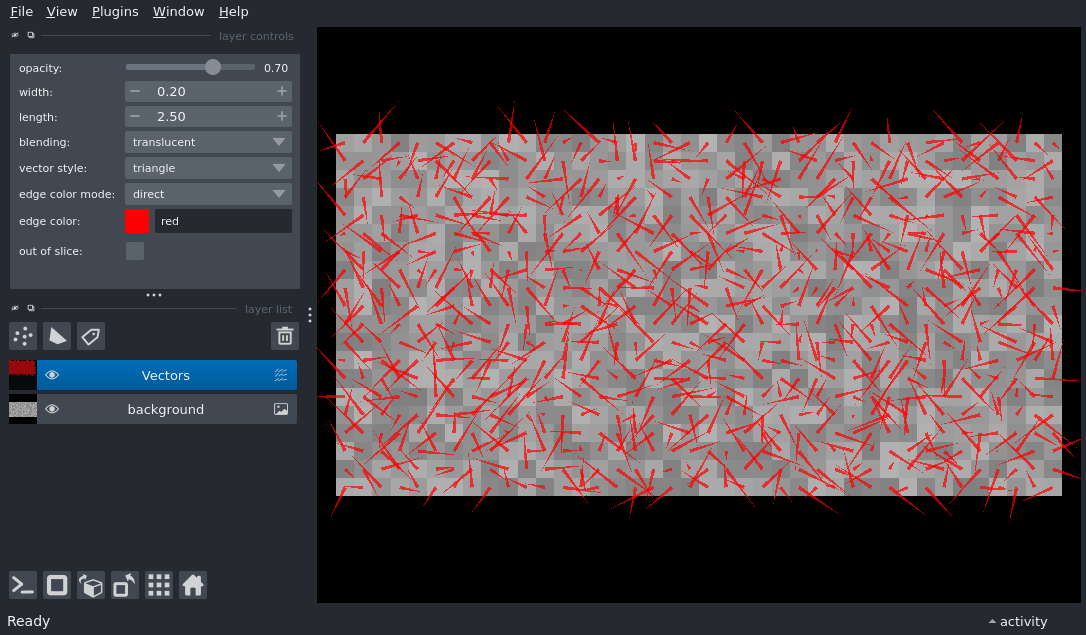 File View Plugins Window Help
layer controls
opacity: 0.70
width: − 0.20 +
length: − 2.50 +
blending: translucent
vector style: triangle
edge color mode: direct
edge color: red
out of slice:
layer list
Vectors
background
Ready activity